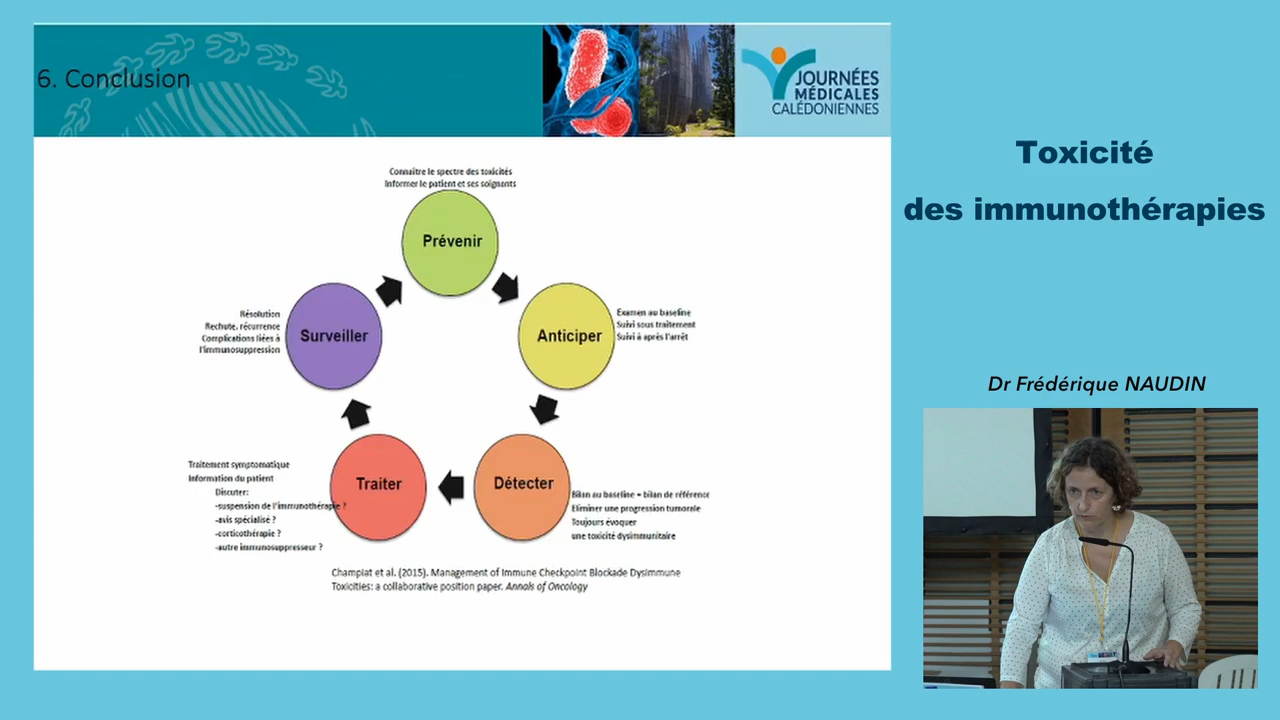 6. Conclusion
JOURNÉES
MÉDICALES
CALÉDONIENNES
Toxicité
des immunothérapies
Dr Frédérique NAUDIN
Connaître le spectre des toxicités
Informer le patient et ses soignants
Prévenir
Examen au baseline
Suivi sous traitement
Suivi à après l'arrêt
Anticiper
Bilan au baseline = bilan de référence
Eliminer une progression tumorale
Toujours évoquer
une toxicité dysimmunitaire
Détecter
Traitement symptomatique
Information du patient
Discuter:
-suspension de l'immunothérapie ?
-avis spécialisé ?
-corticothérapie ?
-autre immunosuppresseur ?
Traiter
Résolution
Rechute, récurrence
Complications liées à
l'immunosuppression
Surveiller
Champiat et al. (2015). Management of Immune Checkpoint Blockade Dysimmune
Toxicities: a collaborative position paper. Annals of Oncology